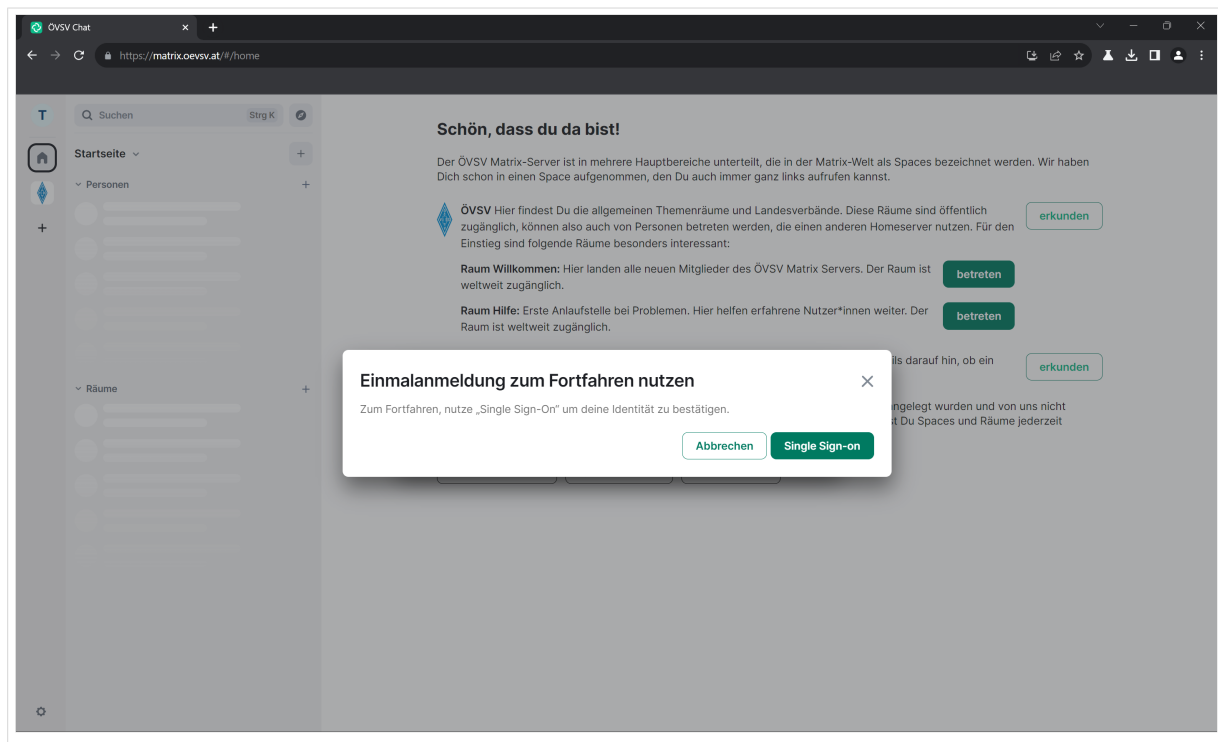 ÖVSV Chat
https://matrix.oevsv.at/#/home
T
Suchen
Strg K
Startseite
Personen
Räume
Schön, dass du da bist!
Der ÖVSV Matrix-Server ist in mehrere Hauptbereiche unterteilt, die in der Matrix-Welt als Spaces bezeichnet werden. Wir haben
Dich schon in einen Space aufgenommen, den Du auch immer ganz links aufrufen kannst.
ÖVSV Hier findest Du die allgemeinen Themenräume und Landesverbände. Diese Räume sind öffentlich
zugänglich, können also auch von Personen betreten werden, die einen anderen Homeserver nutzen. Für den
Einstieg sind folgende Räume besonders interessant:
erkunden
Raum Willkommen: Hier landen alle neuen Mitglieder des ÖVSV Matrix Servers. Der Raum ist
weltweit zugänglich.
betreten
Raum Hilfe: Erste Anlaufstelle bei Problemen. Hier helfen erfahrene Nutzer*innen weiter. Der
Raum ist weltweit zugänglich.
betreten
darauf hin, ob ein
erkunden
angelegt wurden und von uns nicht
Du Spaces und Räume jederzeit
Einmalanmeldung zum Fortfahren nutzen
Zum Fortfahren, nutze „Single Sign-On“ um deine Identität zu bestätigen.
Abbrechen
Single Sign-on